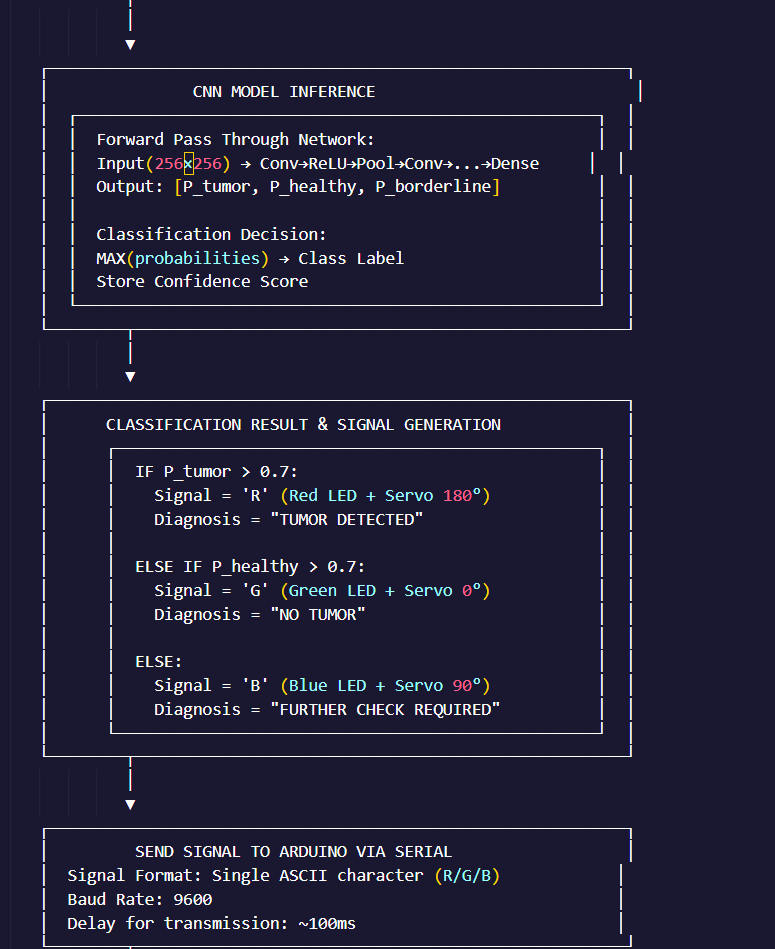 CNN MODEL INFERENCE
Forward Pass Through Network:
Input(256x256) → Conv→ReLU→Pool→Conv→...→Dense
Output: [P_tumor, P_healthy, P_borderline]
Classification Decision:
MAX(probabilities) → Class Label
Store Confidence Score
CLASSIFICATION RESULT & SIGNAL GENERATION
IF P_tumor > 0.7:
Signal = 'R' (Red LED + Servo 180°)
Diagnosis = "TUMOR DETECTED"
ELSE IF P_healthy > 0.7:
Signal = 'G' (Green LED + Servo 0°)
Diagnosis = "NO TUMOR"
ELSE:
Signal = 'B' (Blue LED + Servo 90°)
Diagnosis = "FURTHER CHECK REQUIRED"
SEND SIGNAL TO ARDUINO VIA SERIAL
Signal Format: Single ASCII character (R/G/B)
Baud Rate: 9600
Delay for transmission: ~100ms